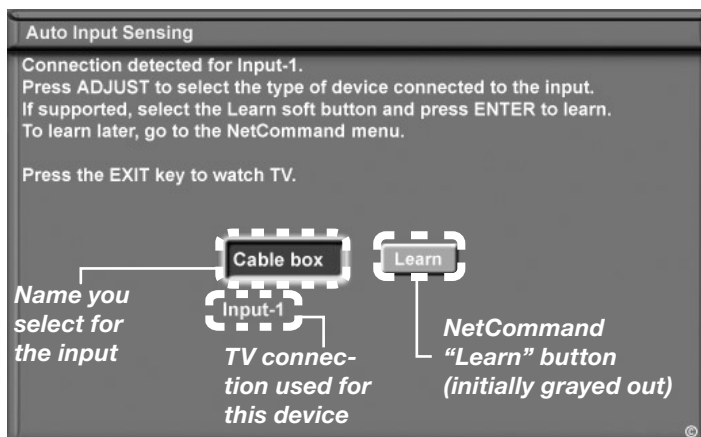 Auto Input Sensing
Connection detected for Input-1.
Press ADJUST to select the type of device connected to the input.
If supported, select the Learn soft button and press ENTER to learn.
To learn later, go to the NetCommand menu.
Press the EXIT key to watch TV.
Cable box
Learn
Input-1
Name you
select for
the input
TV connec-
tion used for
this device
NetCommand
“Learn” button
(initially grayed out)
©